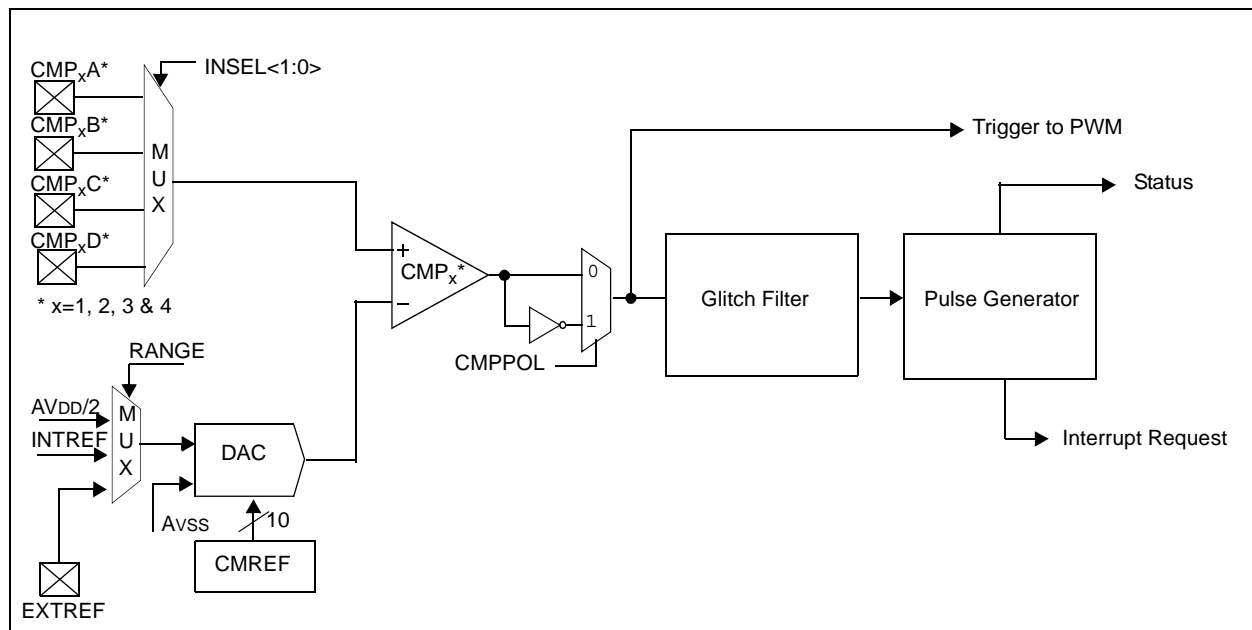 CMPxA*
INSEL<1:0>
CMPxB*
CMPxC*
CMPxD*
M
U
X
* x=1, 2, 3 & 4
Trigger to PWM
Status
+
−
CMPx*
0
1
CMPPOL
Glitch Filter
Pulse Generator
Interrupt Request
RANGE
AVDD/2
INTREF
M
U
X
DAC
AVSS
10
CMREF
EXTREF